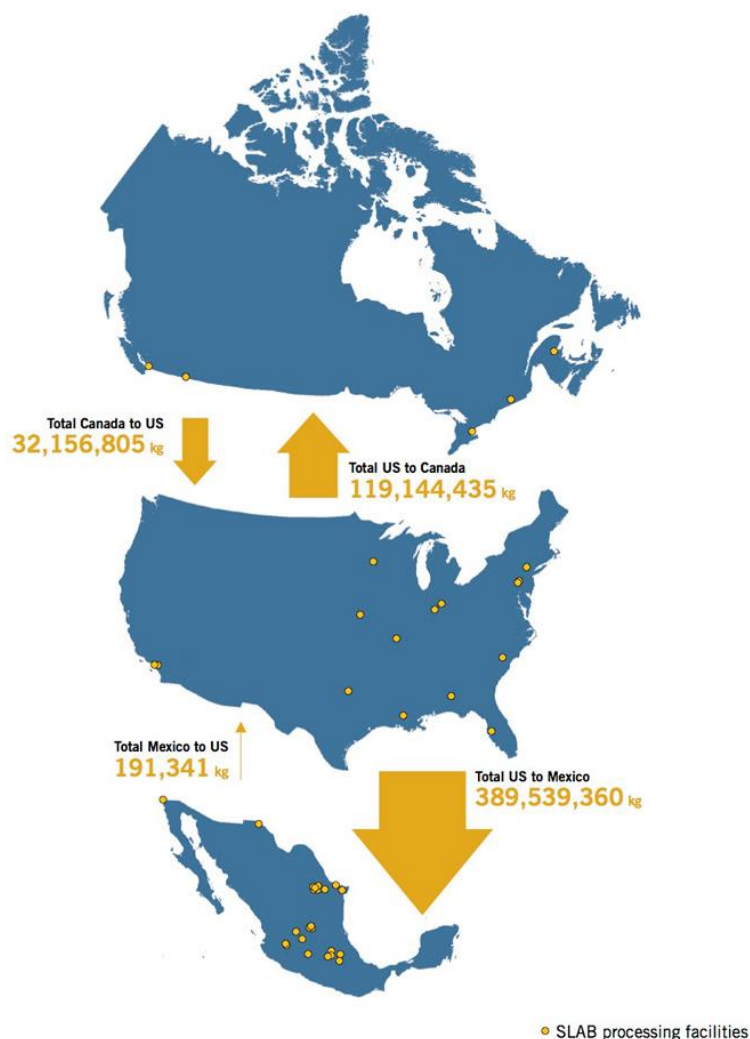 Total Canada to US
32,156,805 kg
Total US to Canada
119,144,435 kg
Total Mexico to US
191,341 kg
Total US to Mexico
389,539,360 kg
SLAB processing facilities